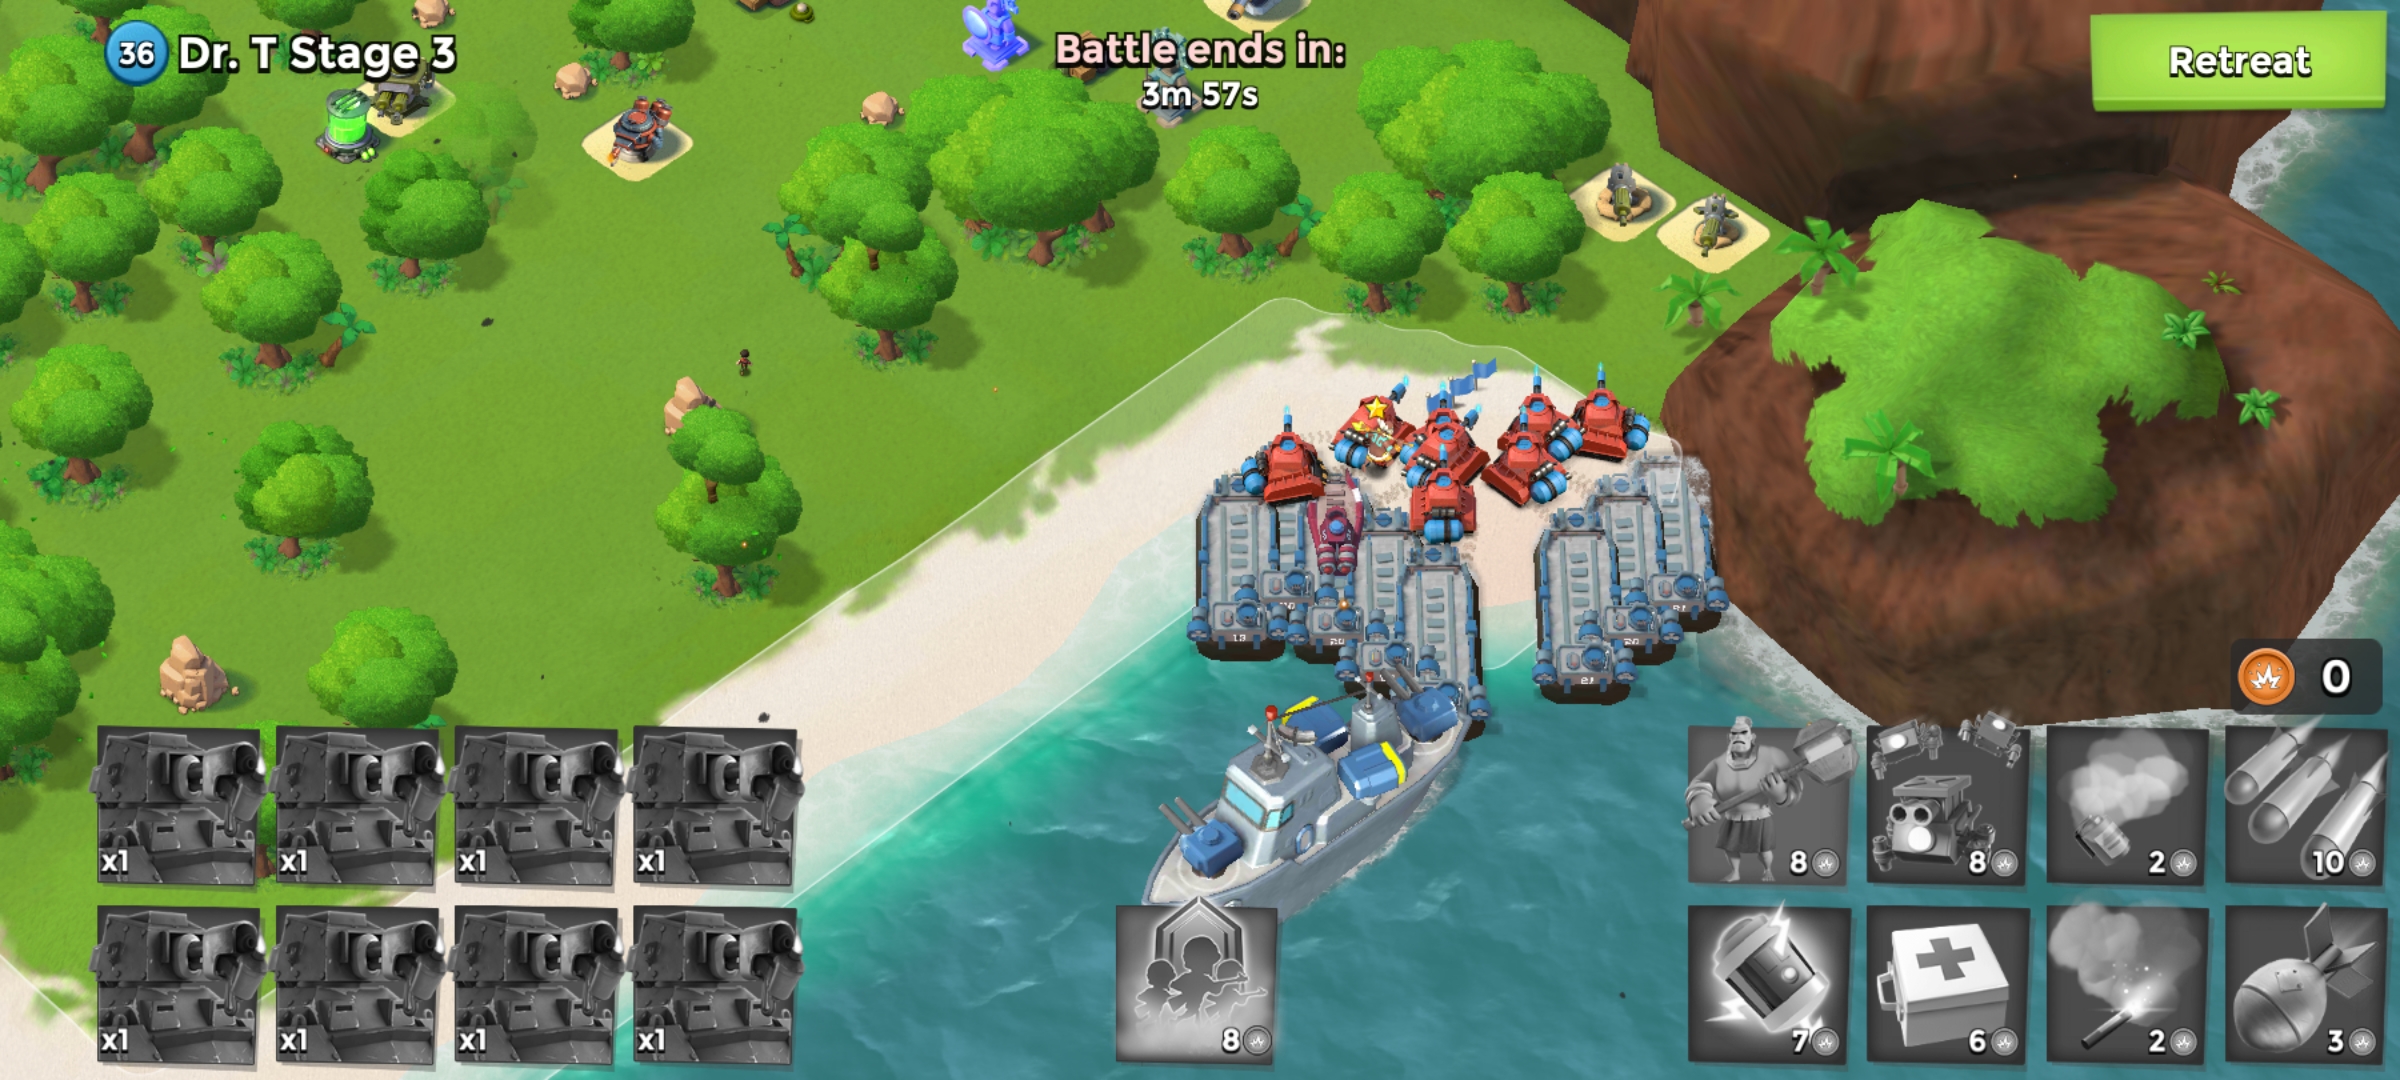 36 Dr. T Stage 3
Battle ends in:
3m 57s
Retreat
0
x1 x1 x1 x1
8 8 2 10
x1 x1 x1 x1
8
7 6 2 3